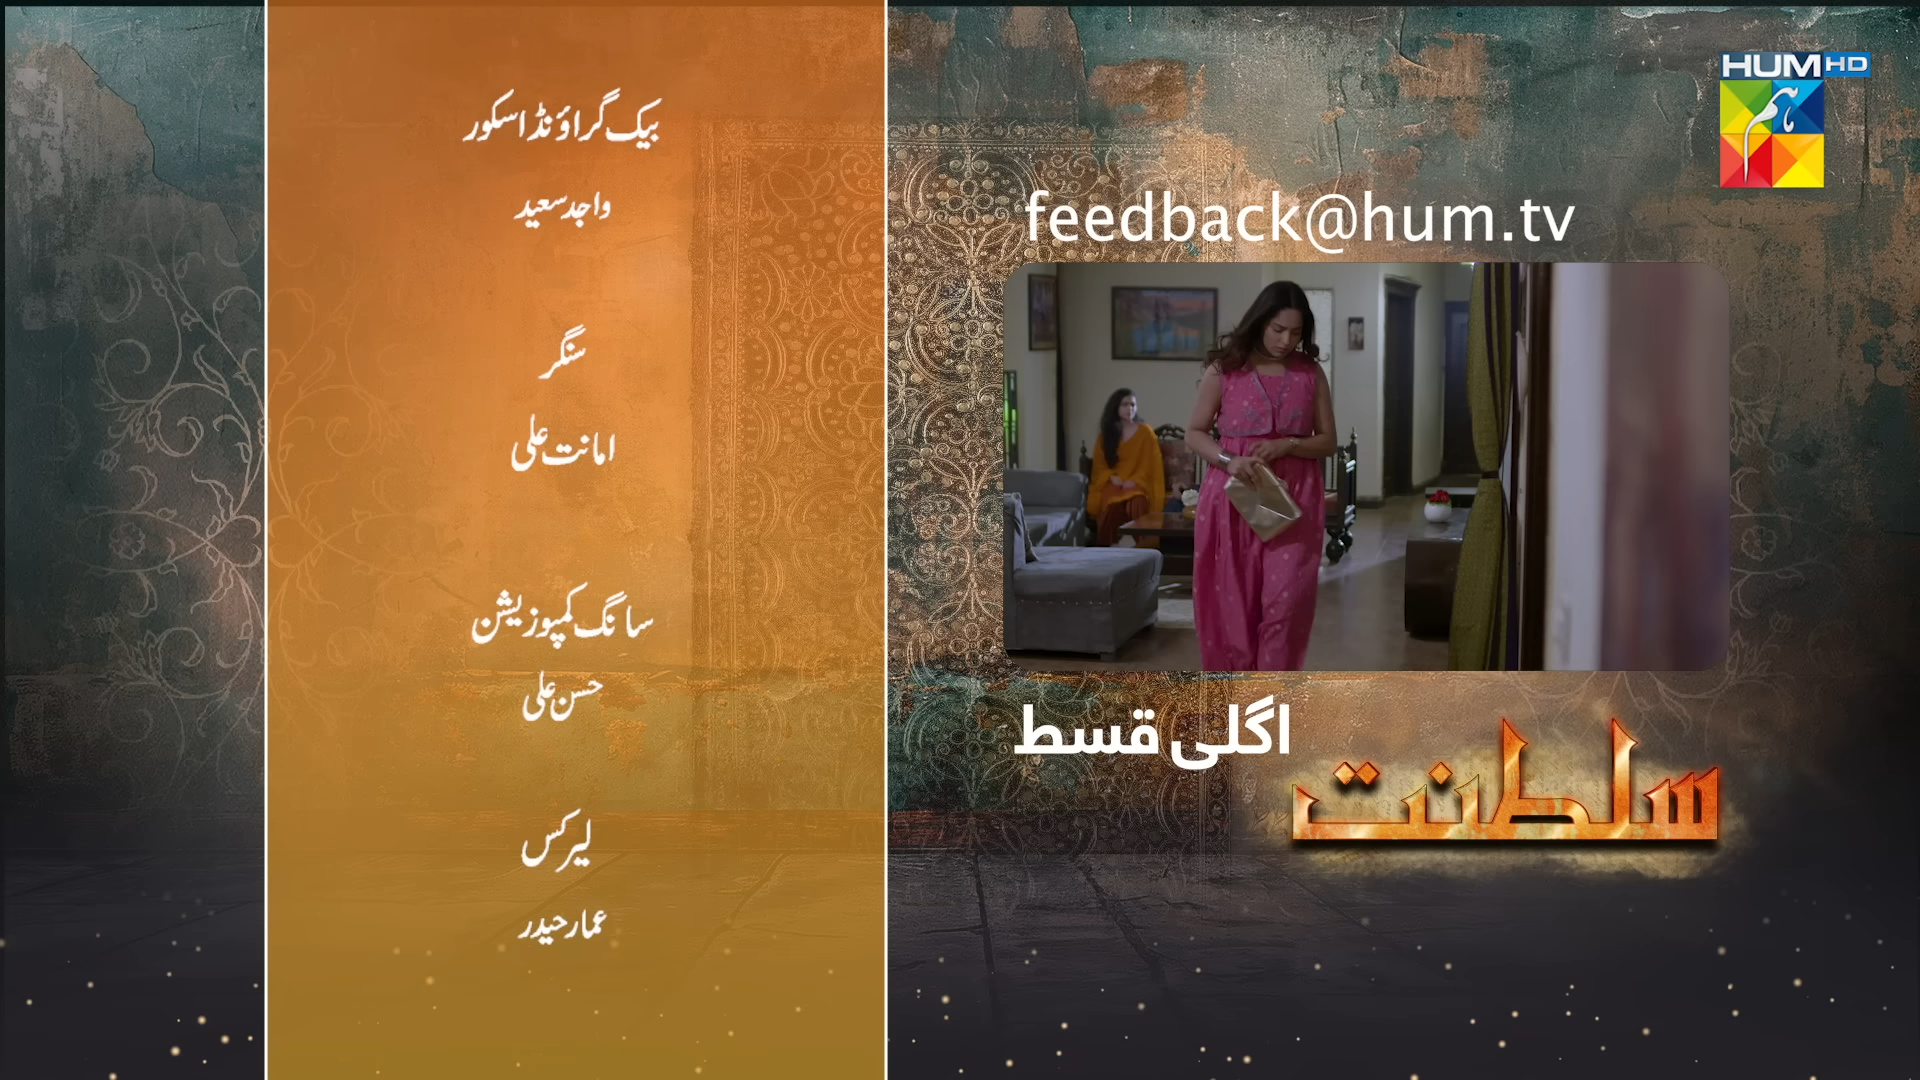 بیک گراؤنڈ اسکور
واجد سعید
سنگر
امانت علی
سانگ کمپوزیشن
حسن علی
لیرکس
عمار حیدر
HUM HD
ہم
feedback@hum.tv
اگلی قسط
سلطنت